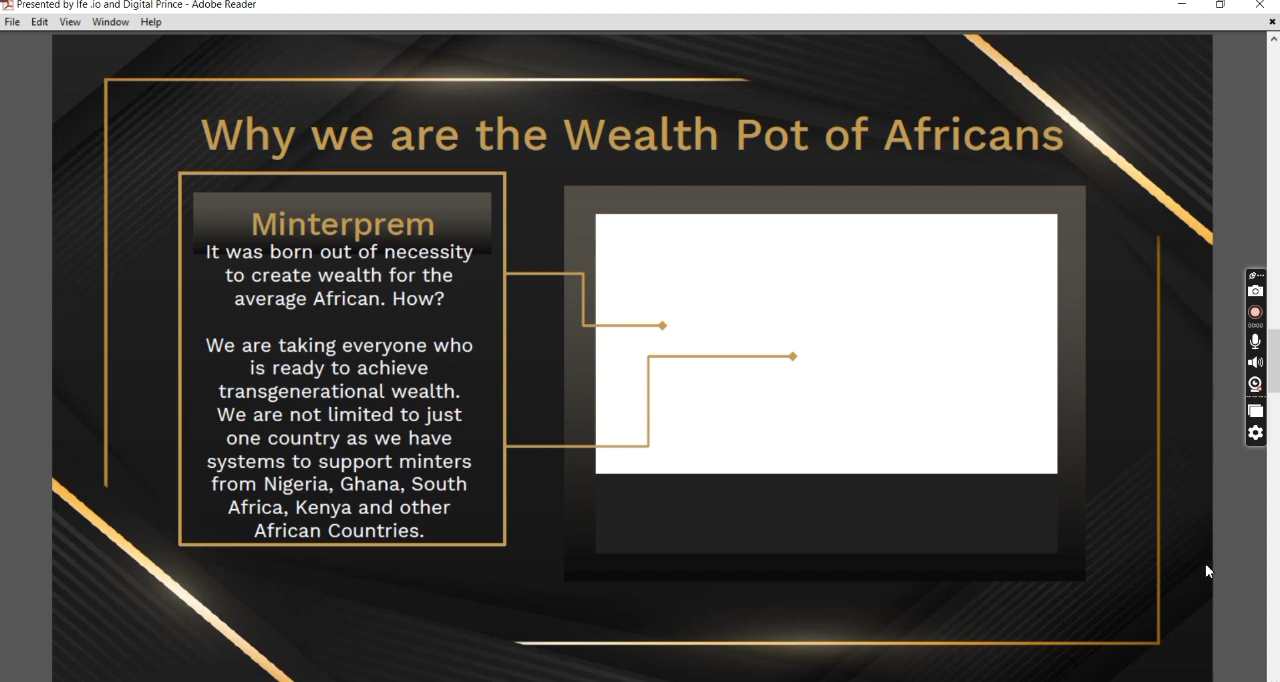 Presented by Ife .io and Digital Prince - Adobe Reader
File Edit View Window Help
Why we are the Wealth Pot of Africans
Minterprem
It was born out of necessity
to create wealth for the
average African. How?
We are taking everyone who
is ready to achieve
transgenerational wealth.
We are not limited to just
one country as we have
systems to support minters
from Nigeria, Ghana, South
Africa, Kenya and other
African Countries.
00:00